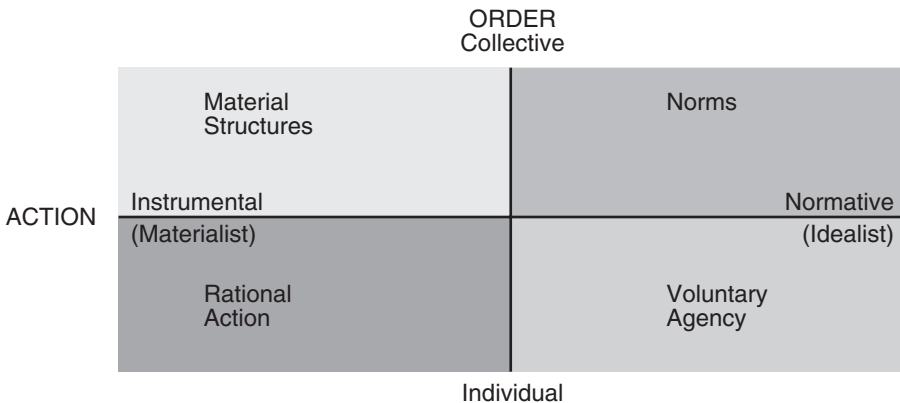 ORDER
Collective
Material
Structures
Norms
ACTION
Instrumental
Normative
(Materialist)
(Idealist)
Rational
Action
Voluntary
Agency
Individual